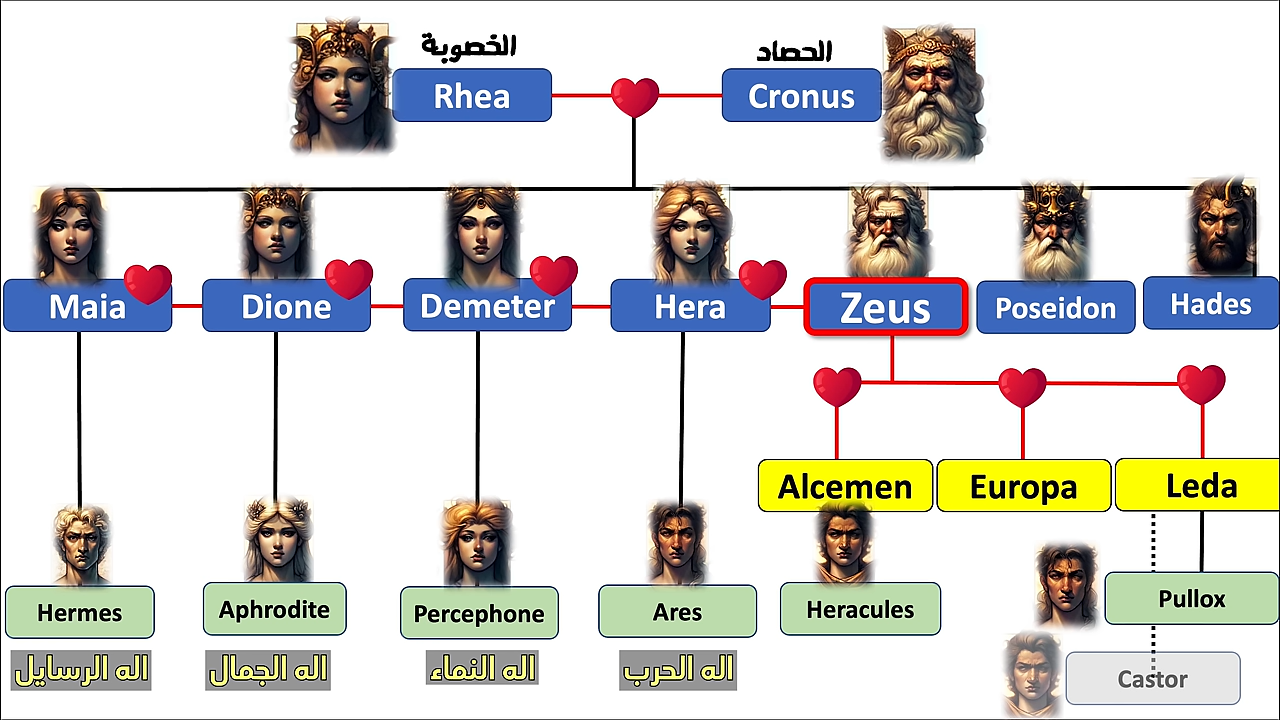 الخصوبة
الحصاد
Rhea
Cronus
Maia
Dione
Demeter
Hera
Zeus
Poseidon
Hades
Alcemen
Europa
Leda
Hermes
Aphrodite
Percephone
Ares
Heracules
Pullox
اله الرسايل
اله الجمال
اله النماء
اله الحرب
Castor